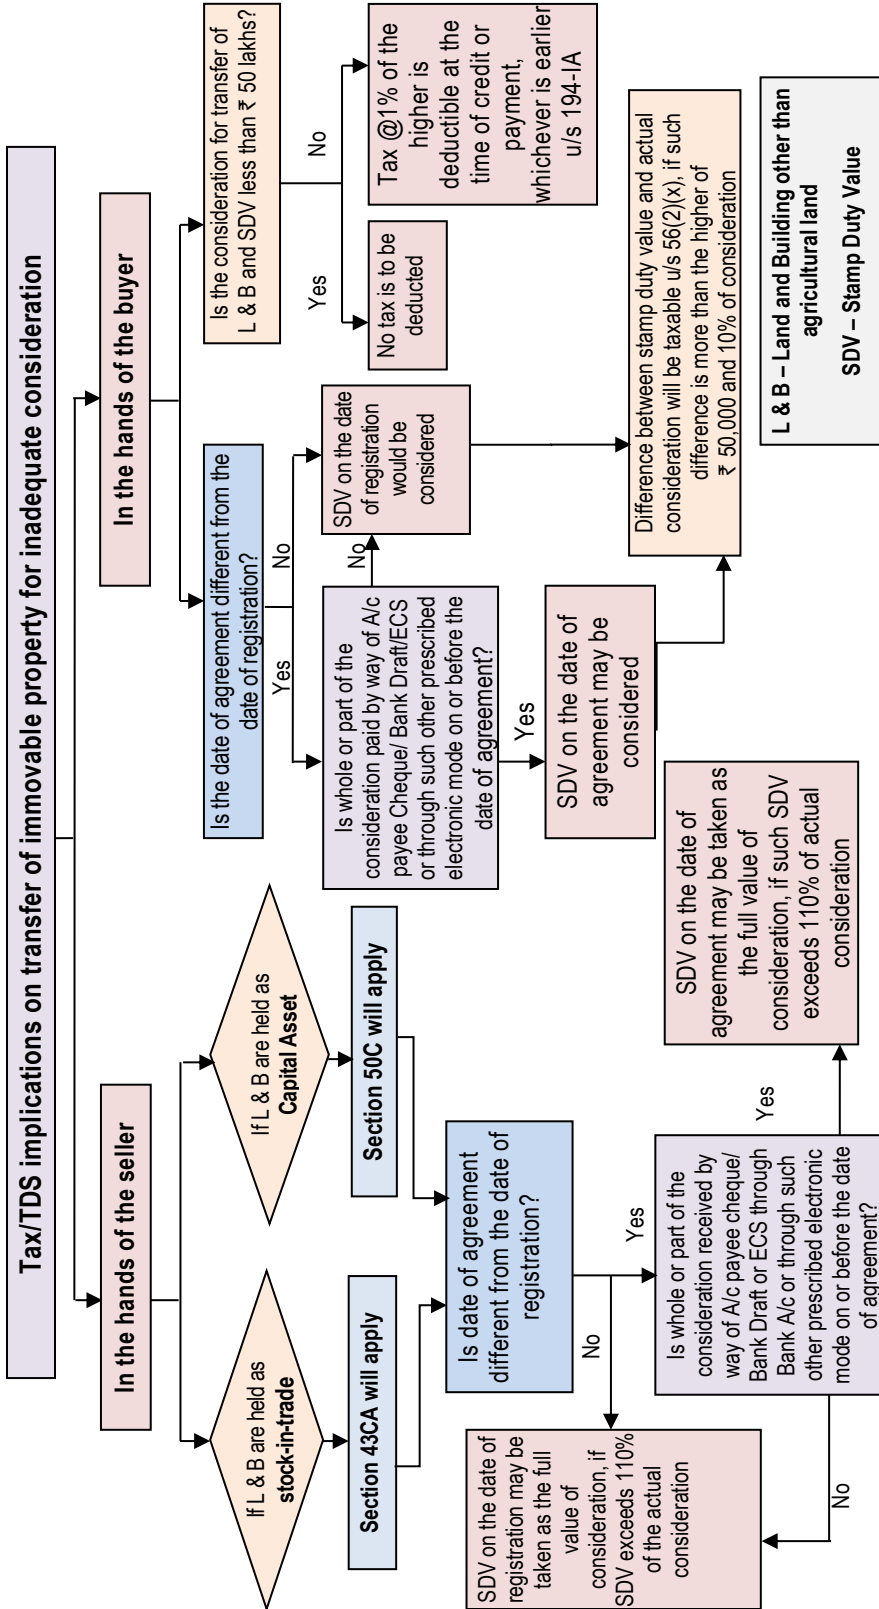 Tax/TDS implications on transfer of immovable property for inadequate consideration
In the hands of the seller
If L & B are held as
stock-in-trade
If L & B are held as
Capital Asset
Section 43CA will apply
Section 50C will apply
Is date of agreement
different from the date of
registration?
No
Yes
SDV on the date of
registration may be
taken as the full
value of
consideration, if
SDV exceeds 110%
of the actual
consideration
Is whole or part of the
consideration received by
way of A/c payee cheque/
Bank Draft or ECS through
Bank A/c or through such
other prescribed electronic
mode on or before the date
of agreement?
No
Yes
SDV on the date of
agreement may be taken as
the full value of
consideration, if such SDV
exceeds 110% of actual
consideration
In the hands of the buyer
Is the date of agreement different from the
date of registration?
Yes
No
Is whole or part of the
consideration paid by way of A/c
payee Cheque/ Bank Draft/ECS
or through such other prescribed
electronic mode on or before the
date of agreement?
No
Yes
SDV on the date
of registration
would be
considered
SDV on the date of
agreement may be
considered
Is the consideration for transfer of
L & B and SDV less than ₹ 50 lakhs?
Yes
No
No tax is to be
deducted
Tax @1% of the
higher is
deductible at the
time of credit or
payment,
whichever is earlier
u/s 194-IA
Difference between stamp duty value and actual
consideration will be taxable u/s 56(2)(x), if such
difference is more than the higher of
₹ 50,000 and 10% of consideration
L & B – Land and Building other than
agricultural land
SDV – Stamp Duty Value